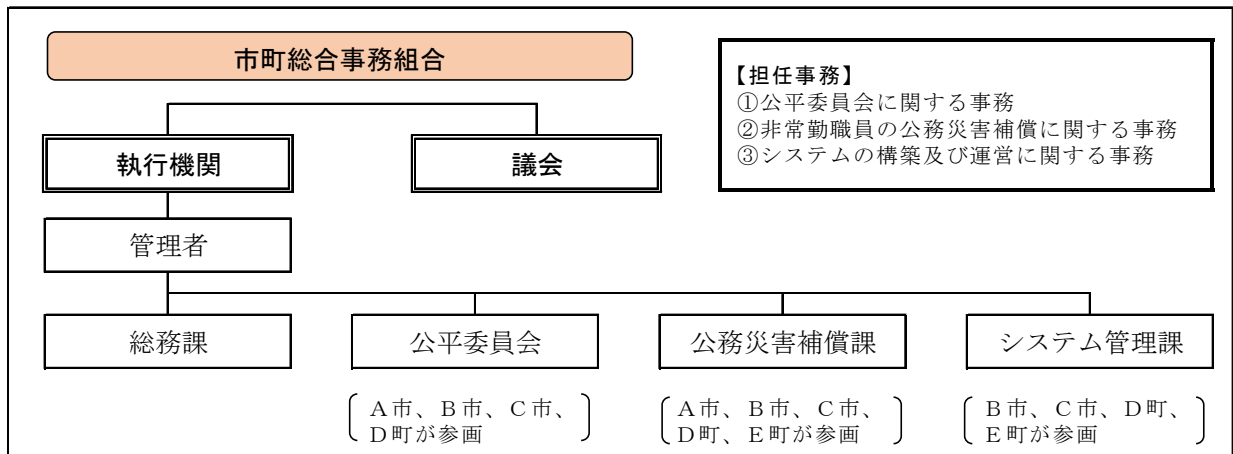 市町総合事務組合
【担任事務】
①公平委員会に関する事務
②非常勤職員の公務災害補償に関する事務
③システムの構築及び運営に関する事務
執行機関
議会
管理者
総務課
公平委員会
公務災害補償課
システム管理課
A市、B市、C市、
D町が参画
A市、B市、C市、
D町、E町が参画
B市、C市、D町、
E町が参画